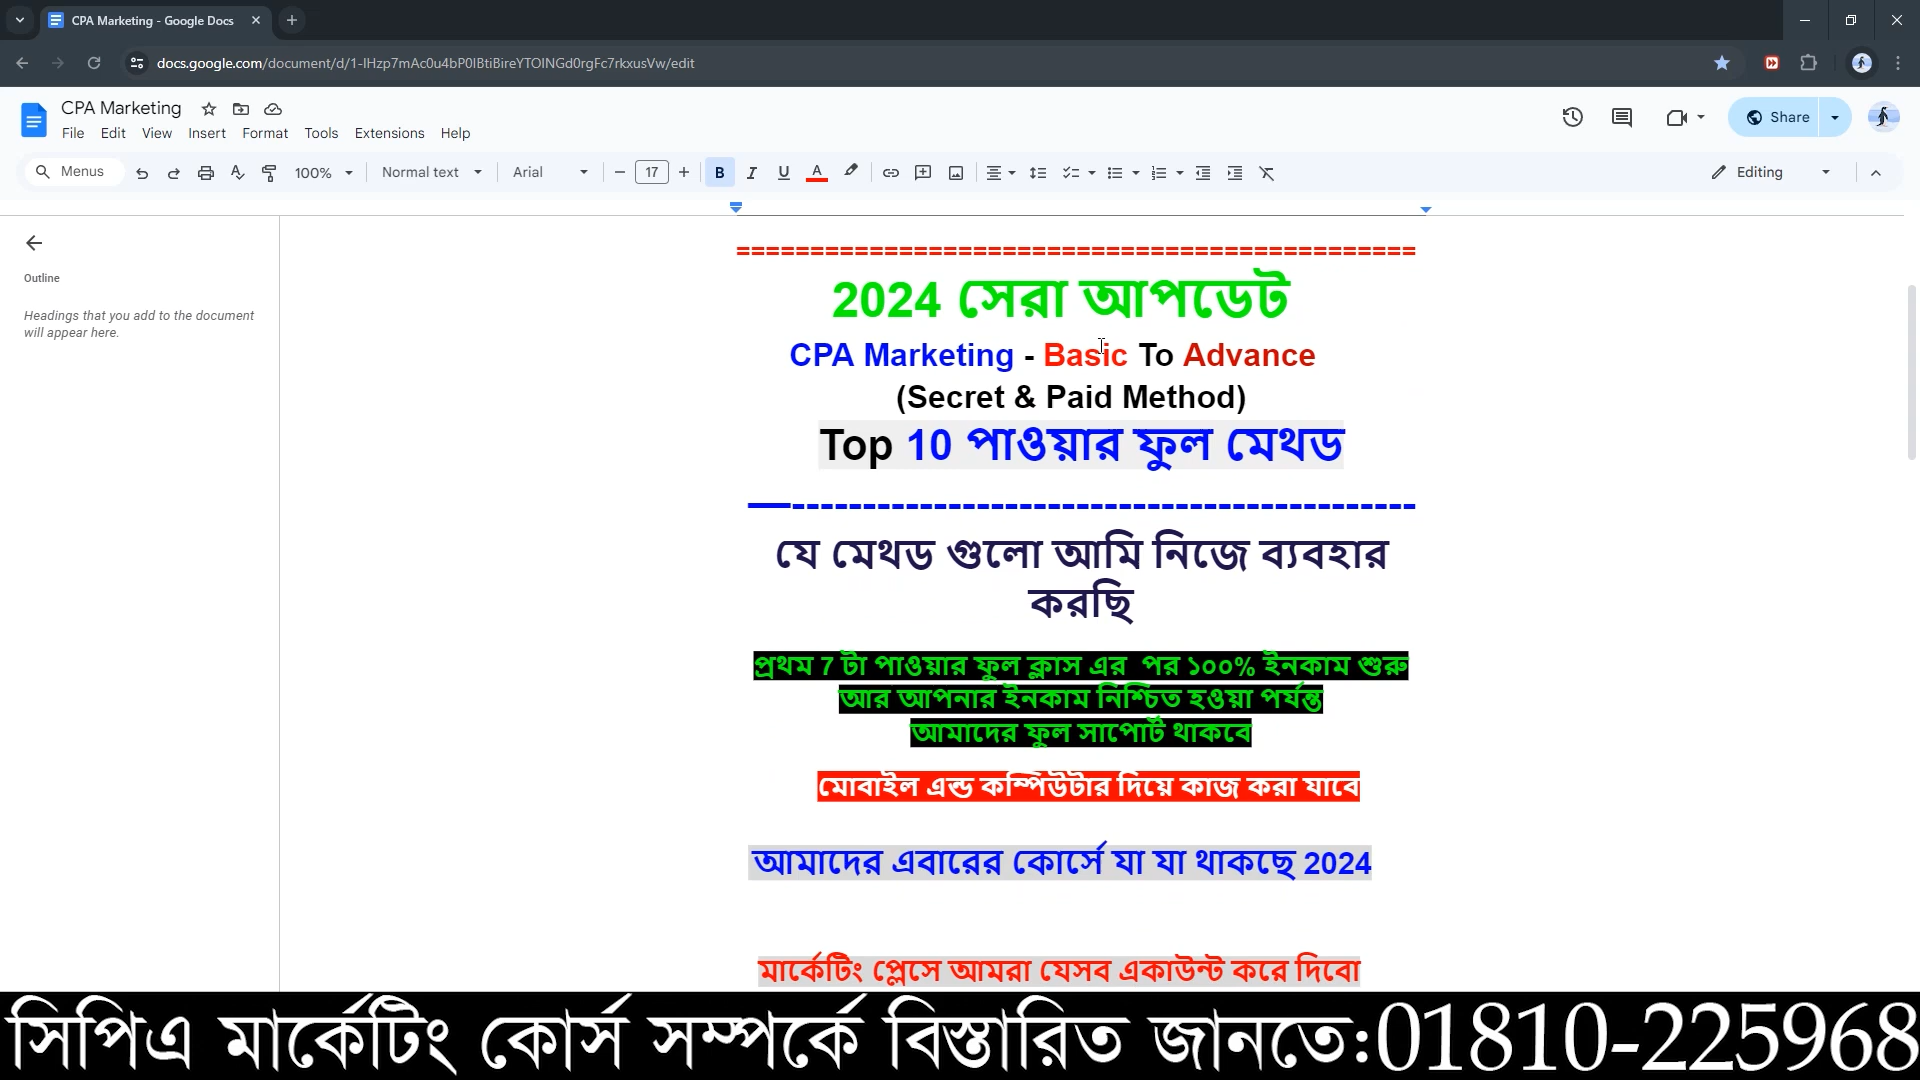 CPA Marketing - Google Docs
docs.google.com/document/d/1-IHzp7mAc0u4bP0IBtiBireYTOINGd0rgFc7rkxusVw/edit
CPA Marketing
File Edit View Insert Format Tools Extensions Help
Share
Menus 100% Normal text Arial 17 B I U A Editing
Outline
Headings that you add to the document
will appear here.
==============================================
2024 সেরা আপডেট
CPA Marketing - Basic To Advance
(Secret & Paid Method)
Top 10 পাওয়ার ফুল মেথড
—--------------------------------------------
যে মেথড গুলো আমি নিজে ব্যবহার
করছি
প্রথম 7 টা পাওয়ার ফুল ক্লাস এর পর ১০০% ইনকাম শুরু
আর আপনার ইনকাম নিশ্চিত হওয়া পর্যন্ত
আমাদের ফুল সাপোর্ট থাকবে
মোবাইল এন্ড কম্পিউটার দিয়ে কাজ করা যাবে
আমাদের এবারের কোর্সে যা যা থাকছে 2024
মার্কেটিং প্লেসে আমরা যেসব একাউন্ট করে দিবো
সিপিএ মার্কেটিং কোর্স সম্পর্কে বিস্তারিত জানতে:01810-225968